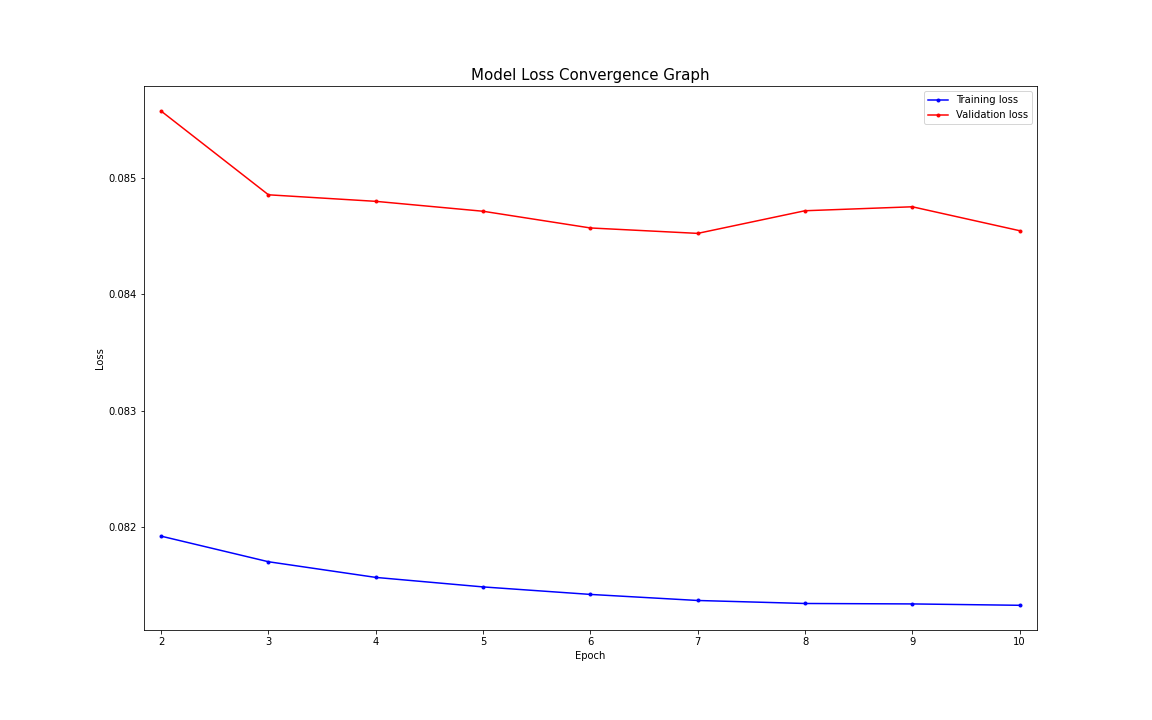 Model Loss Convergence Graph
Training loss
Validation loss
0.085
0.084
0.083
0.082
Loss
2 3 4 5 6 7 8 9 10
Epoch